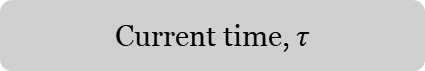 Current time, τ